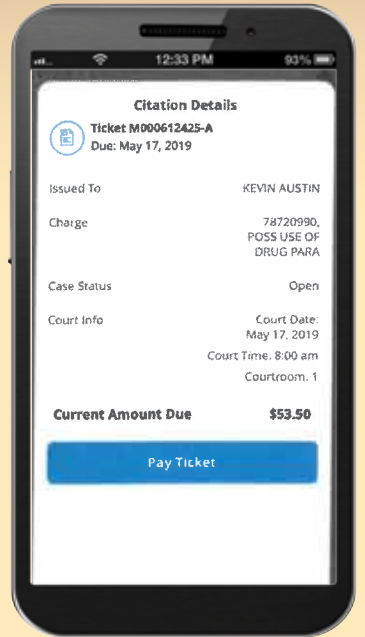 12:33 PM 93%
Citation Details
Ticket M000612425-A
Due: May 17, 2019
Issued To KEVIN AUSTIN
Charge 78720990,
POSS USE OF
DRUG PARA
Case Status Open
Court Info Court Date:
May 17, 2019
Court Time. 8:00 am
Courtroom. 1
Current Amount Due $53.50
Pay Ticket